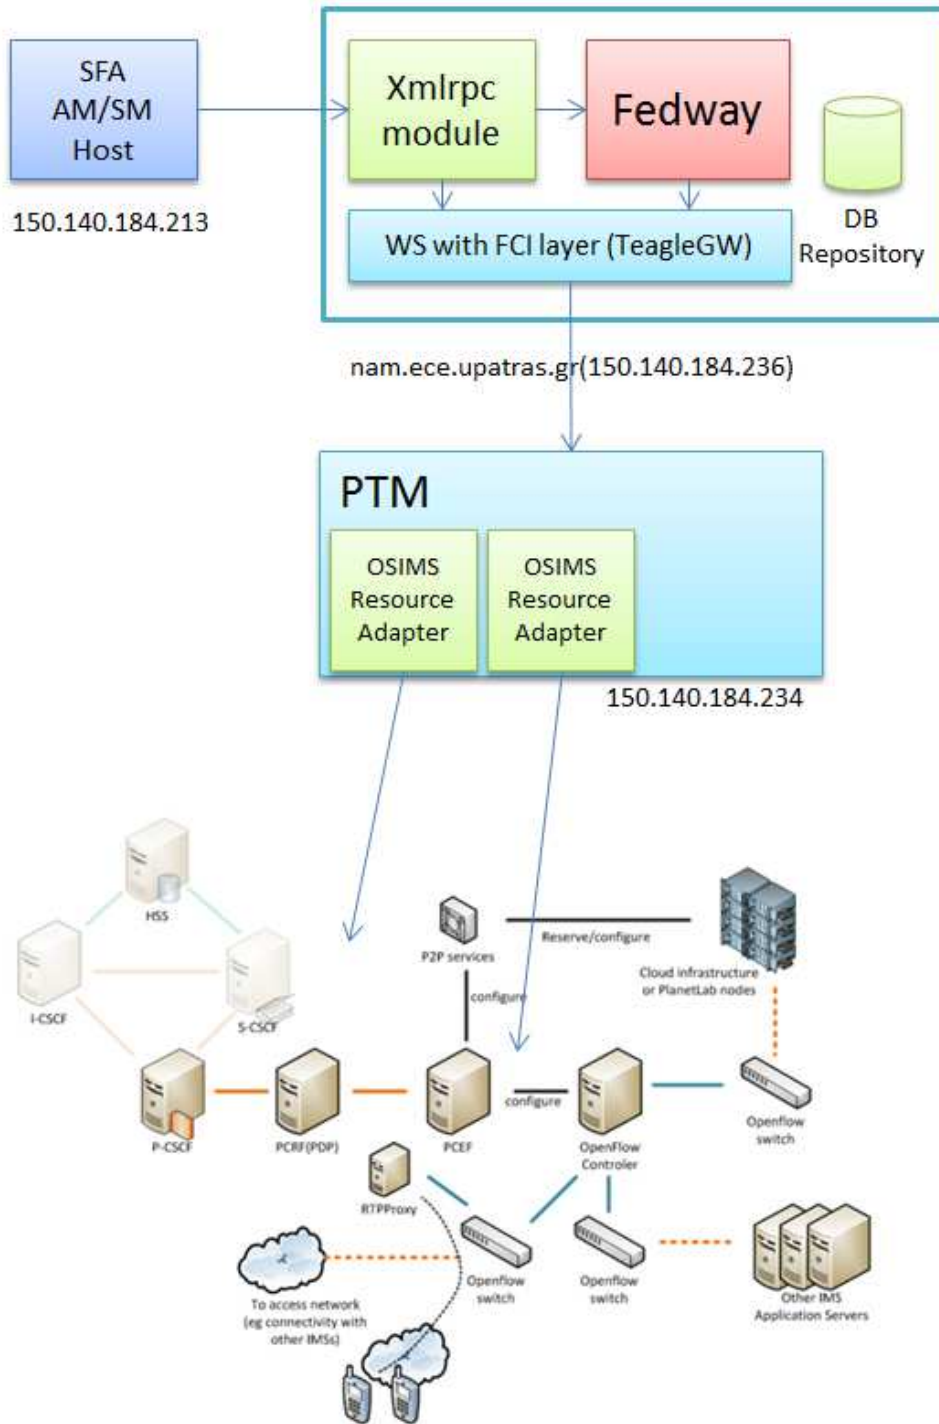 SFA
AM/SM
Host
Xmlrpc
module
Fedway
150.140.184.213
WS with FCI layer (TeagleGW)
DB
Repository
nam.ece.upatras.gr(150.140.184.236)
PTM
OSIMS
Resource
Adapter
OSIMS
Resource
Adapter
150.140.184.234
HSS
P2P services
Reserve/configure
Cloud infrastructure
or PlanetLab nodes
configure
I-CSCF
S-CSCF
P-CSCF
PCRF(PDP)
PCEF
configure
OpenFlow
Controler
Openflow
switch
RTPProxy
Openflow
switch
Openflow
switch
Other IMS
Application Servers
To access network
(eg connectivity with
other IMSs)